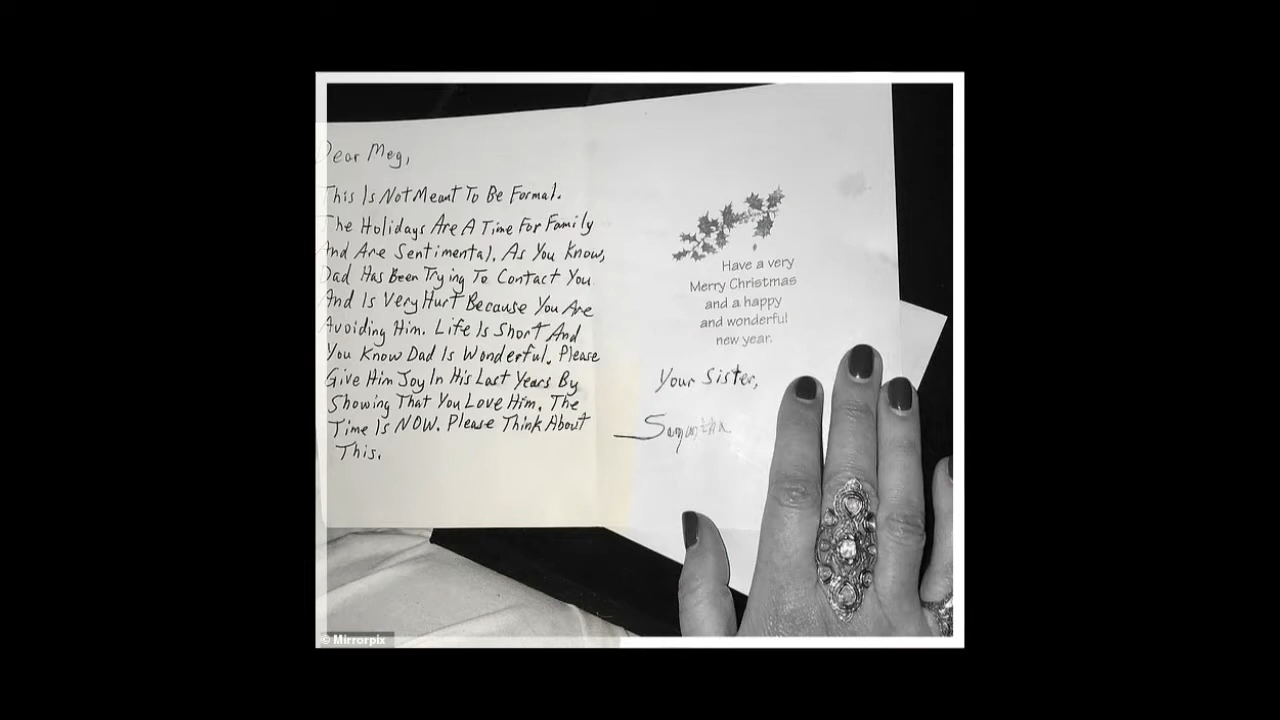 Dear Meg,
This Is Not Meant To Be Formal.
The Holidays Are A Time For Family
And Are Sentimental. As You Know,
Dad Has Been Trying To Contact You
And Is Very Hurt Because You Are
Avoiding Him. Life Is Short And
You Know Dad Is Wonderful. Please
Give Him Joy In His Last Years By
Showing That You Love Him. The
Time Is NOW. Please Think About
This.
Have a very
Merry Christmas
and a happy
and wonderful
new year.
Your Sister,
Samantha
© Mirrorpix